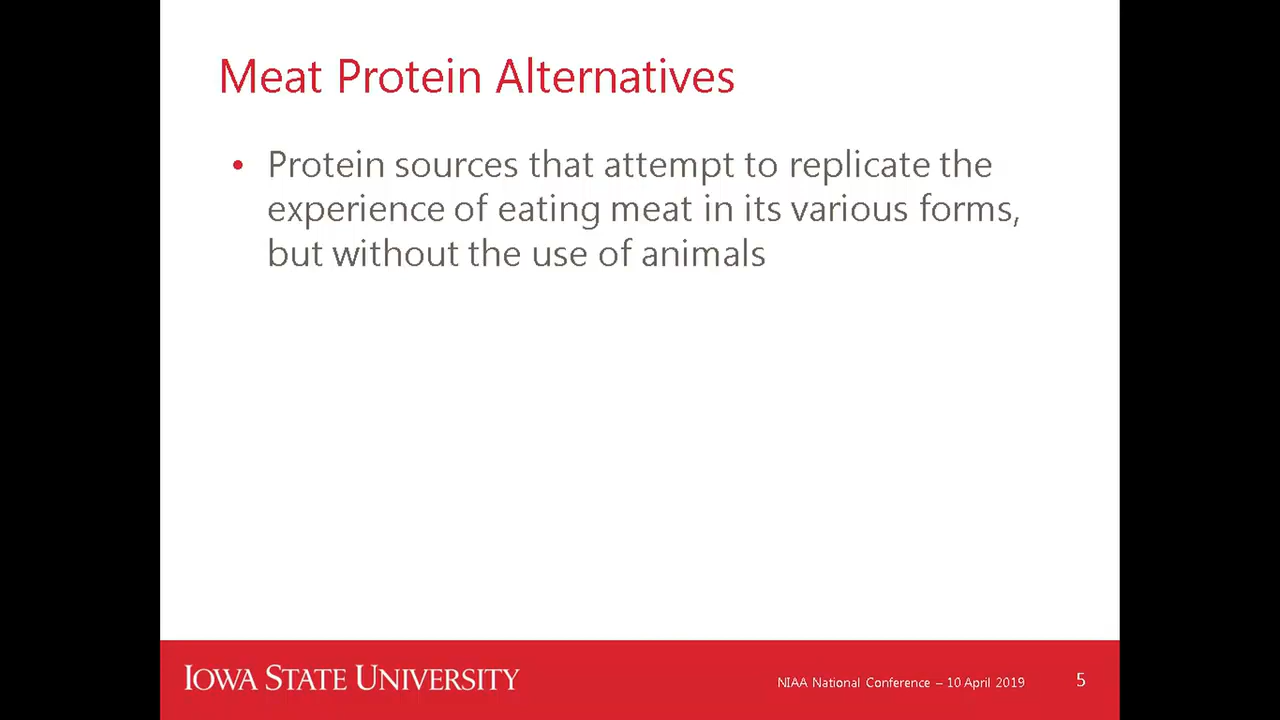 Meat Protein Alternatives
• Protein sources that attempt to replicate the
experience of eating meat in its various forms,
but without the use of animals
IOWA STATE UNIVERSITY
NIAA National Conference – 10 April 2019
5